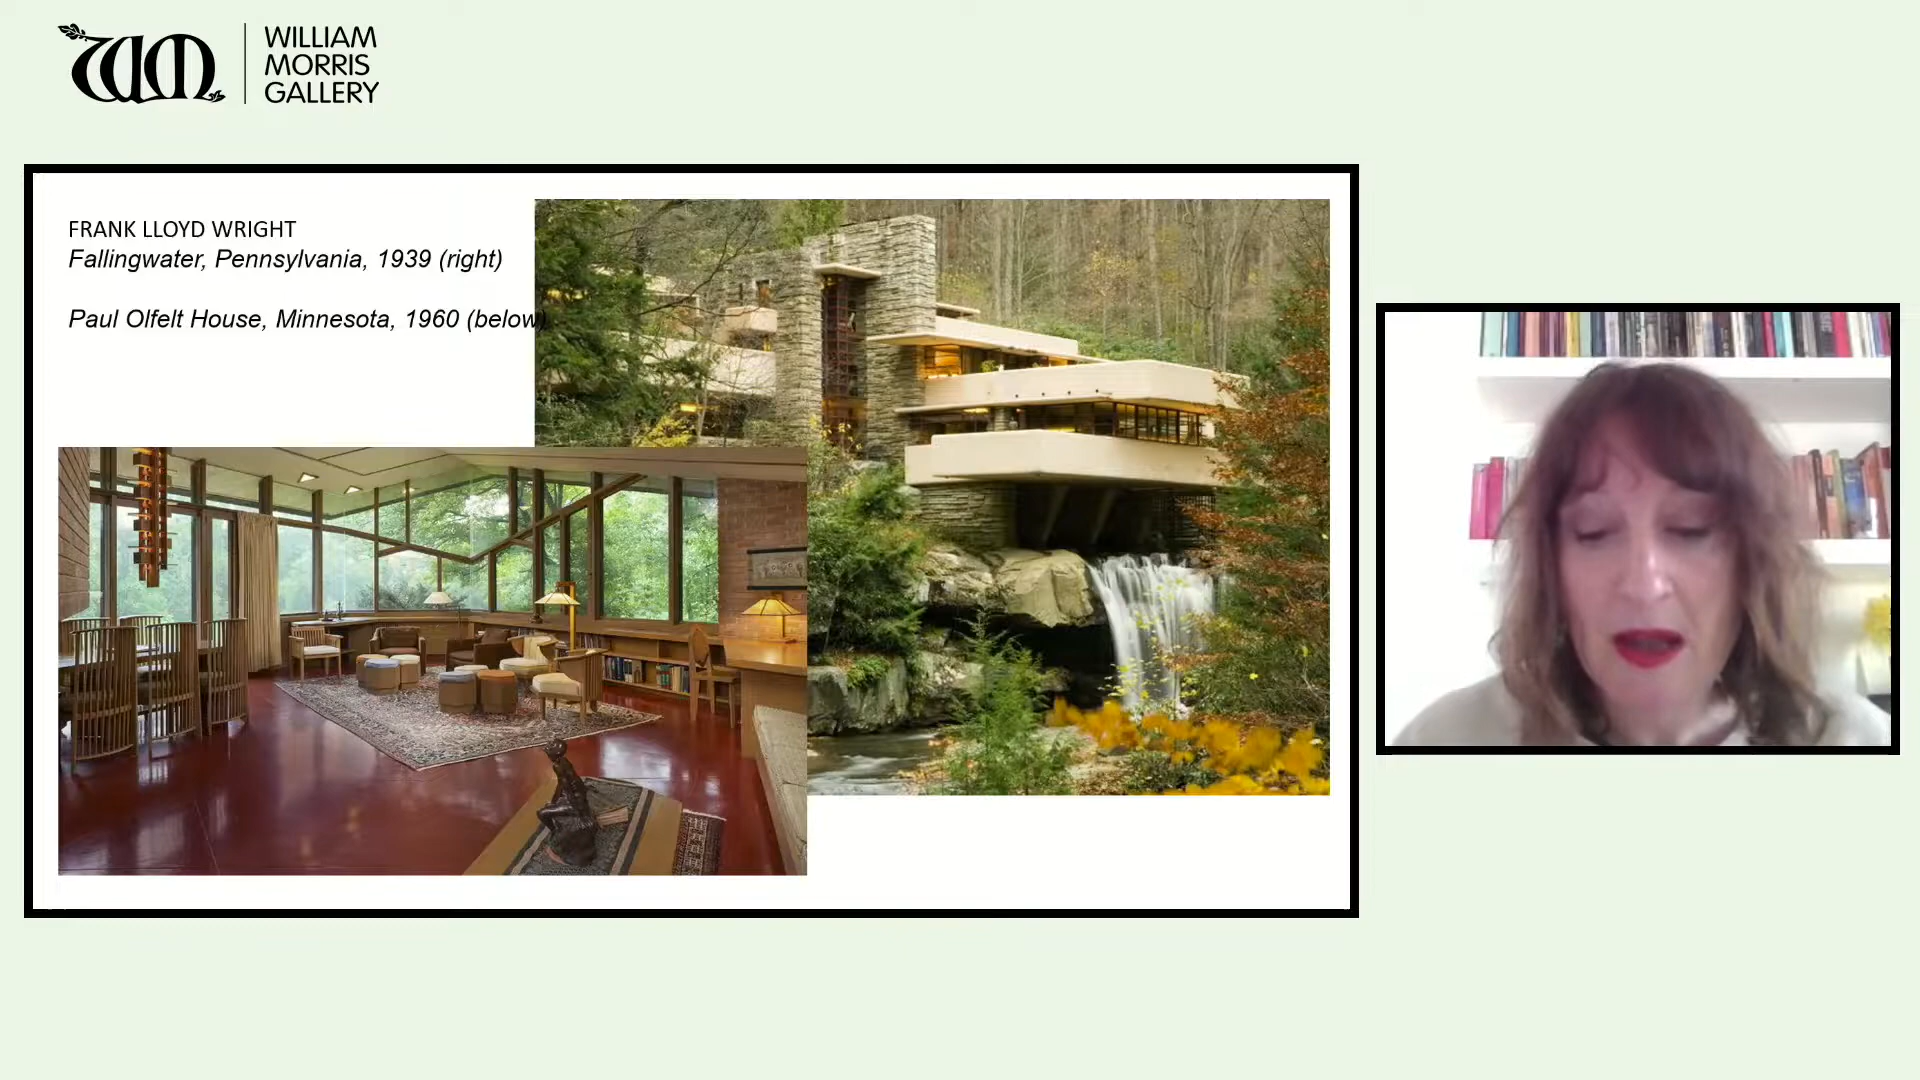 WILLIAM
MORRIS
GALLERY
FRANK LLOYD WRIGHT
Fallingwater, Pennsylvania, 1939 (right)
Paul Olfelt House, Minnesota, 1960 (below)